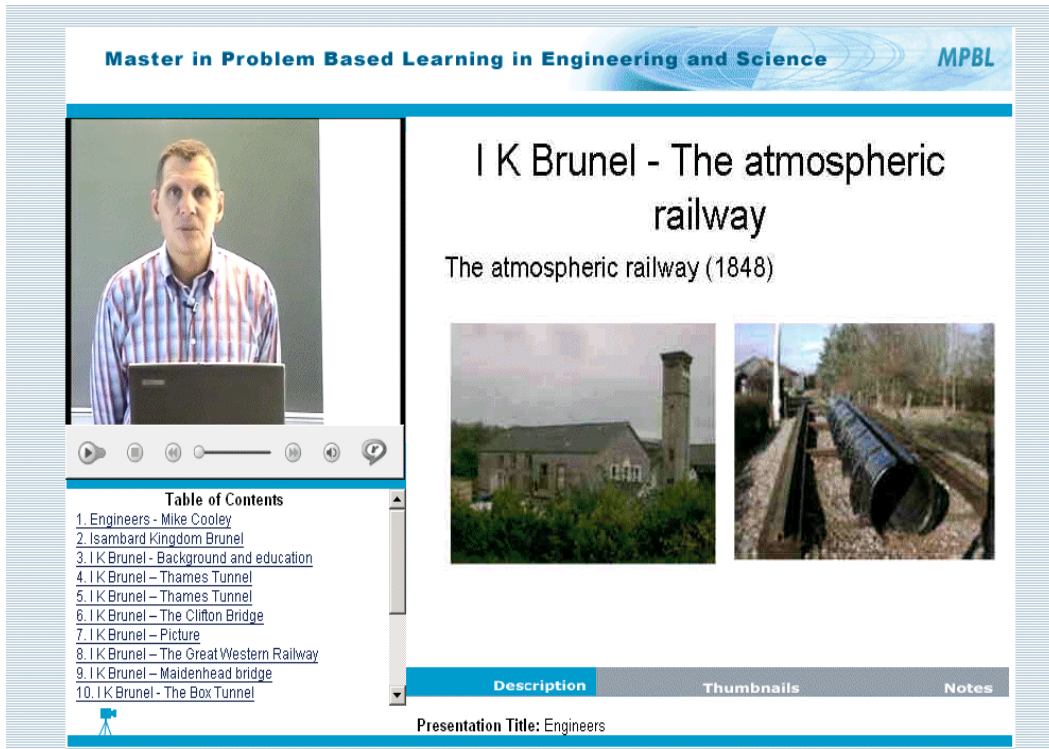 Master in Problem Based Learning in Engineering and Science
MPBL
I K Brunel - The atmospheric
railway
The atmospheric railway (1848)
Table of Contents
1. Engineers - Mike Cooley
2. Isambard Kingdom Brunel
3. I K Brunel - Background and education
4. I K Brunel – Thames Tunnel
5. I K Brunel – Thames Tunnel
6. I K Brunel – The Clifton Bridge
7. I K Brunel – Picture
8. I K Brunel – The Great Western Railway
9. I K Brunel – Maidenhead bridge
10. I K Brunel - The Box Tunnel
Description
Thumbnails
Notes
Presentation Title: Engineers